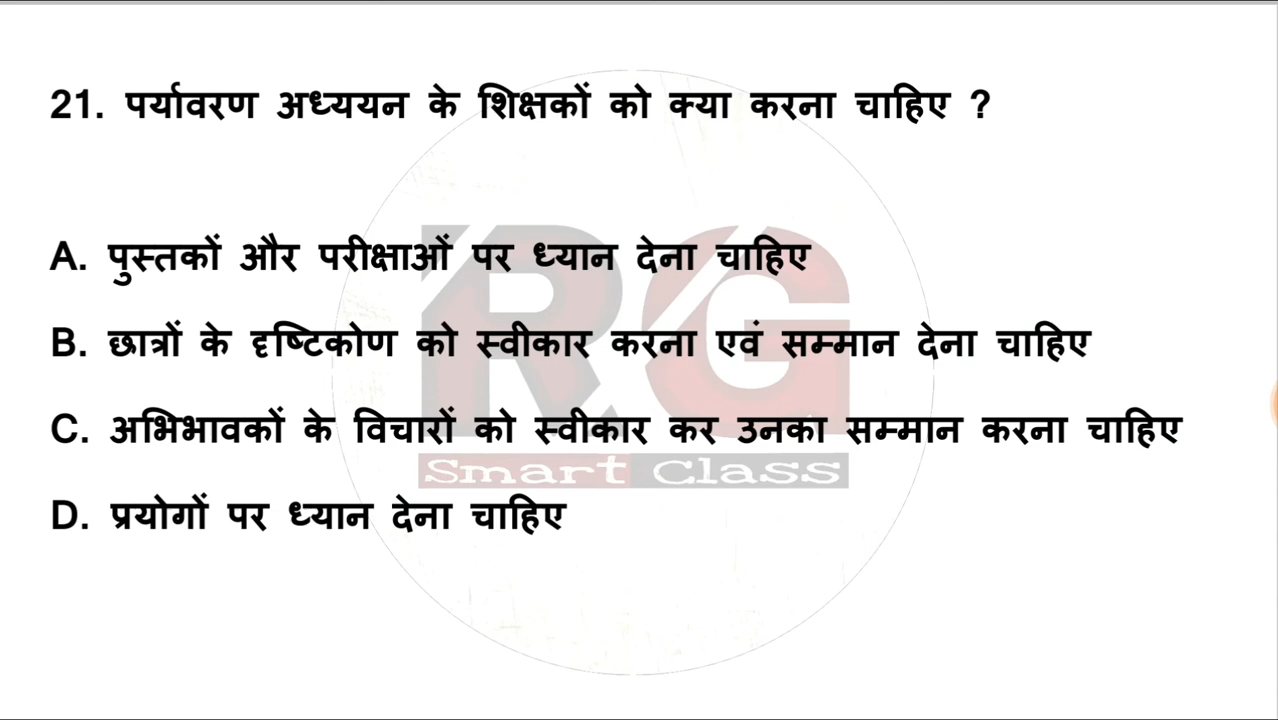 21. पर्यावरण अध्ययन के शिक्षकों को क्या करना चाहिए ?
A. पुस्तकों और परीक्षाओं पर ध्यान देना चाहिए
B. छात्रों के दृष्टिकोण को स्वीकार करना एवं सम्मान देना चाहिए
C. अभिभावकों के विचारों को स्वीकार कर उनका सम्मान करना चाहिए
D. प्रयोगों पर ध्यान देना चाहिए
RG
Smart Class